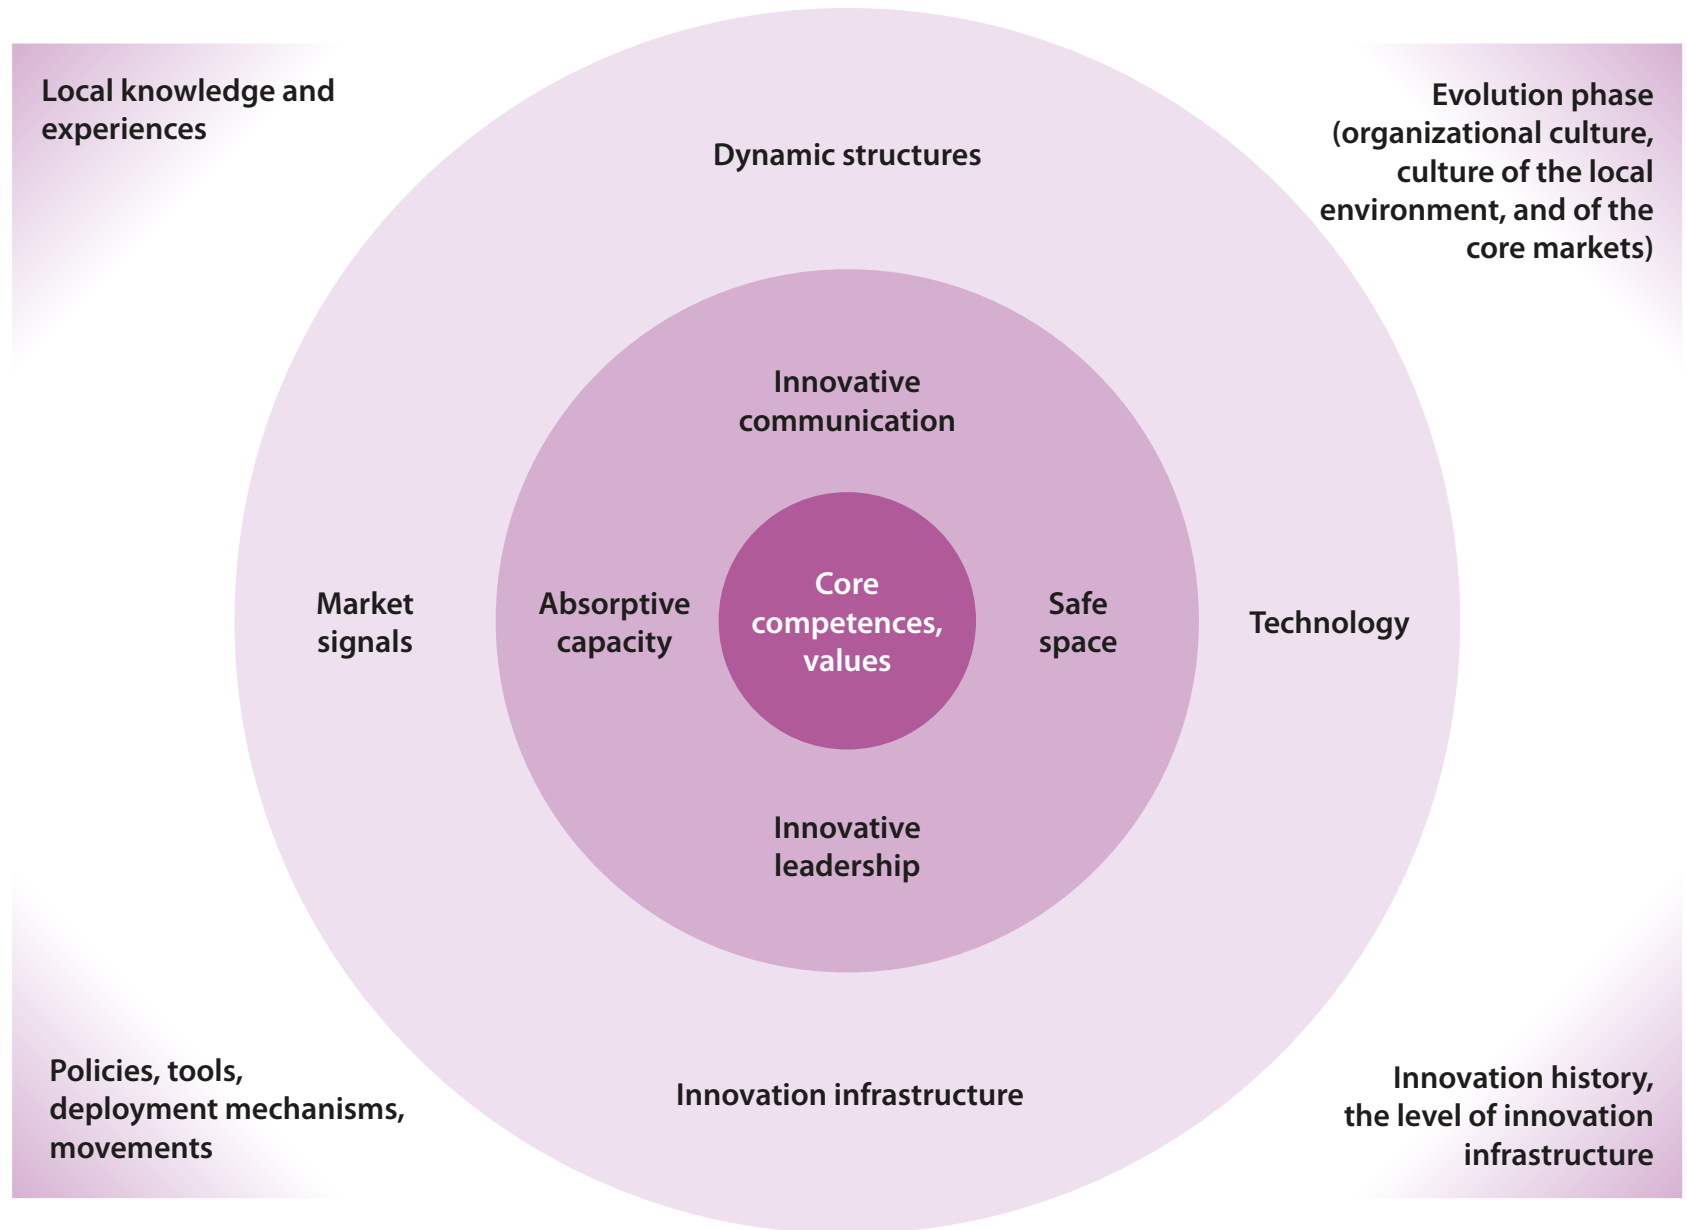 Local knowledge and
experiences
Evolution phase
(organizational culture,
culture of the local
environment, and of the
core markets)
Dynamic structures
Innovative
communication
Market
signals
Absorptive
capacity
Core
competences,
values
Safe
space
Technology
Innovative
leadership
Innovation infrastructure
Policies, tools,
deployment mechanisms,
movements
Innovation history,
the level of innovation
infrastructure